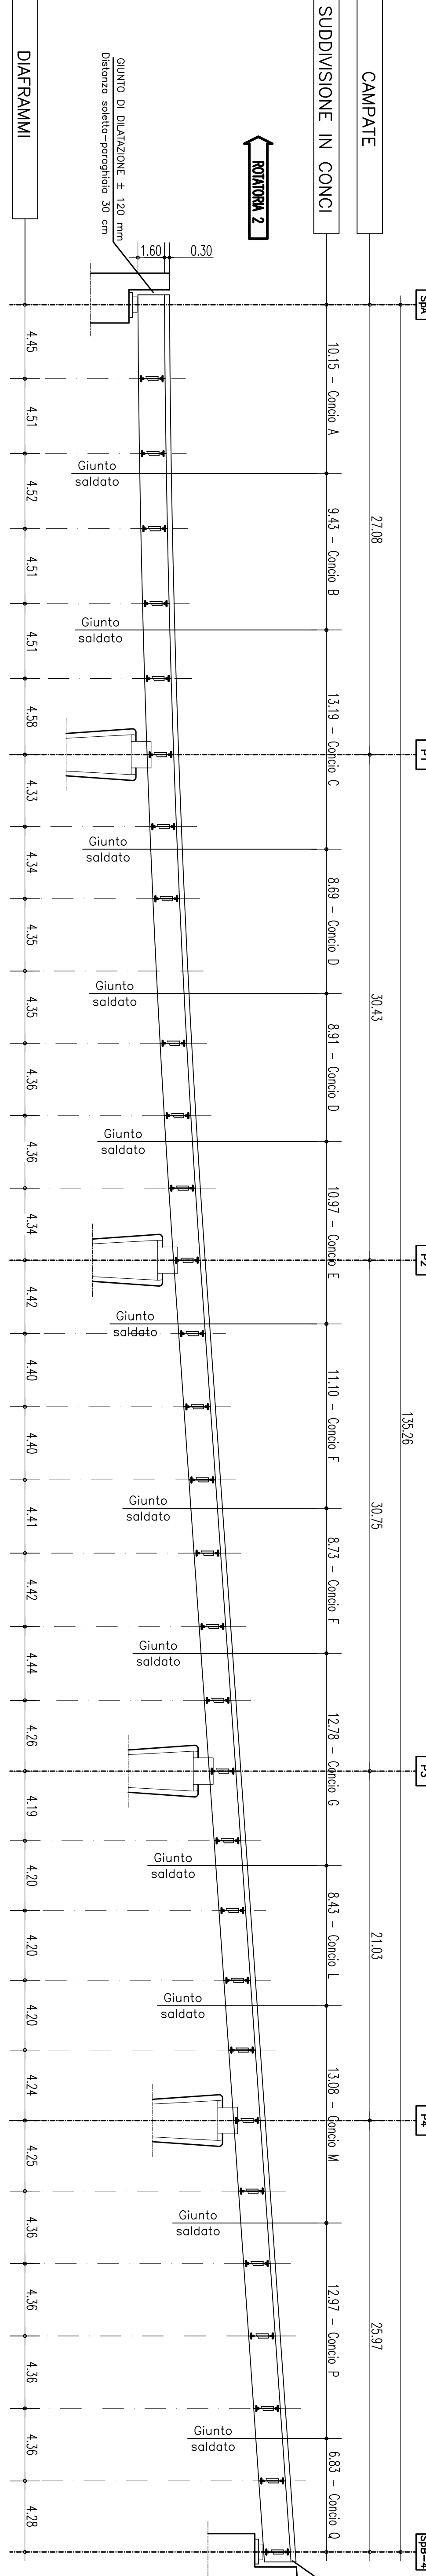 CAMPATE
SUDDIVISIONE IN CONCI
DIAFRAMMI
ROTATORIA 2
GIUNTO DI DILATAZIONE ± 120 mm
Distanza soletta-paraghiaia 30 cm
1.60
0.30
SpA
P1
P2
P3
P4
SpB-4
135.26
27.08
30.43
30.75
21.03
25.97
10.15 - Concio A
9.43 - Concio B
13.19 - Concio C
8.69 - Concio D
8.91 - Concio D
10.97 - Concio E
11.10 - Concio F
8.73 - Concio F
12.78 - Concio G
8.43 - Concio L
13.08 - Concio M
12.97 - Concio P
6.83 - Concio Q
Giunto
saldato
Giunto
saldato
Giunto
saldato
Giunto
saldato
Giunto
saldato
Giunto
saldato
Giunto
saldato
Giunto
saldato
Giunto
saldato
Giunto
saldato
Giunto
saldato
Giunto
saldato
4.45
4.51
4.52
4.51
4.51
4.58
4.33
4.34
4.35
4.35
4.36
4.36
4.34
4.42
4.40
4.40
4.41
4.42
4.44
4.26
4.19
4.20
4.20
4.20
4.24
4.25
4.36
4.36
4.36
4.36
4.28